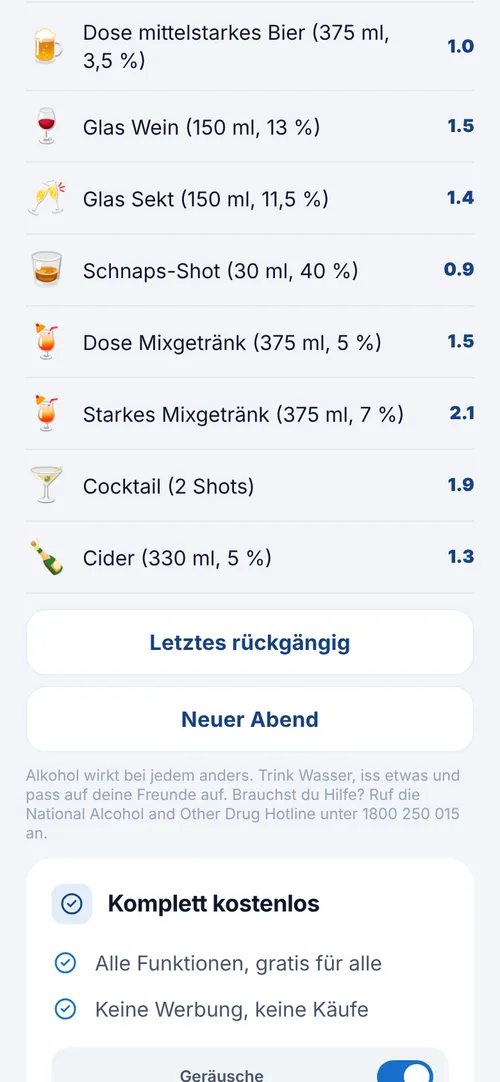 Dose mittelstarkes Bier (375 ml,
3,5 %)
1.0
Glas Wein (150 ml, 13 %)
1.5
Glas Sekt (150 ml, 11,5 %)
1.4
Schnaps-Shot (30 ml, 40 %)
0.9
Dose Mixgetränk (375 ml, 5 %)
1.5
Starkes Mixgetränk (375 ml, 7 %)
2.1
Cocktail (2 Shots)
1.9
Cider (330 ml, 5 %)
1.3
Letztes rückgängig
Neuer Abend
Alkohol wirkt bei jedem anders. Trink Wasser, iss etwas und
pass auf deine Freunde auf. Brauchst du Hilfe? Ruf die
National Alcohol and Other Drug Hotline unter 1800 250 015
an.
Komplett kostenlos
Alle Funktionen, gratis für alle
Keine Werbung, keine Käufe
Geräusche